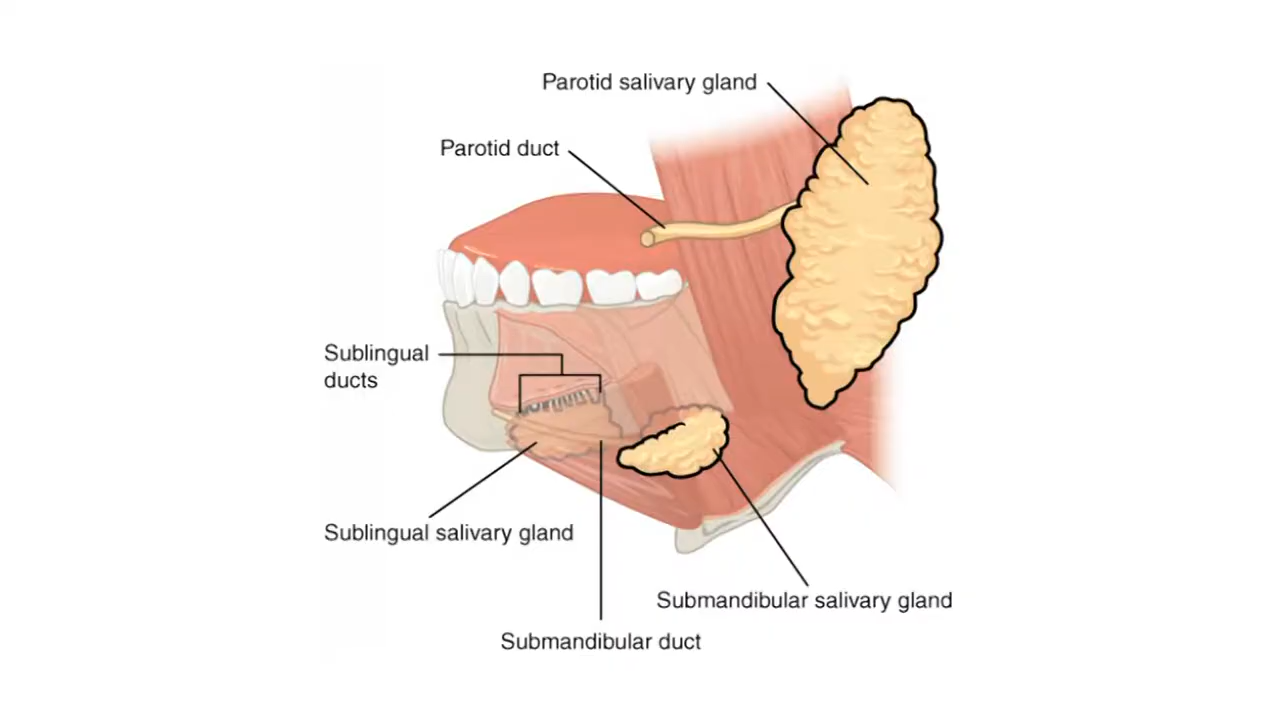 Parotid salivary gland
Parotid duct
Sublingual
ducts
Sublingual salivary gland
Submandibular salivary gland
Submandibular duct